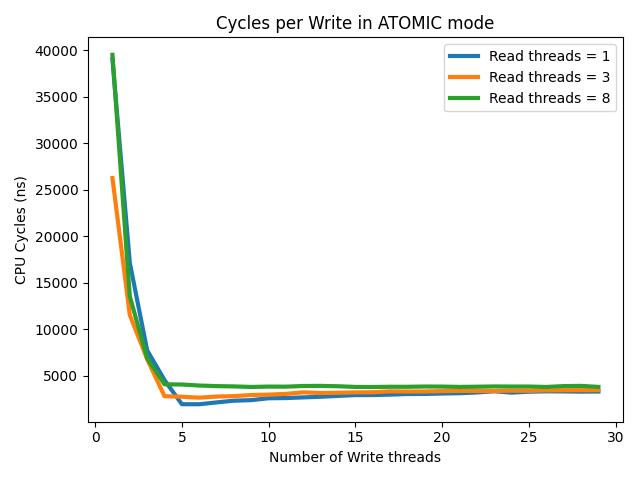 Cycles per Write in ATOMIC mode
Read threads = 1
Read threads = 3
Read threads = 8
CPU Cycles (ns)
40000
35000
30000
25000
20000
15000
10000
5000
0 5 10 15 20 25 30
Number of Write threads